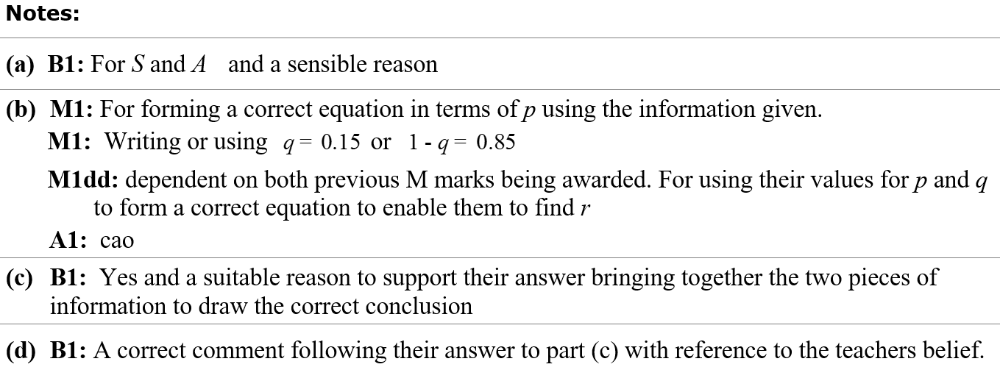 Notes:
(a) B1: For S and A and a sensible reason
(b) M1: For forming a correct equation in terms of p using the information given.
M1: Writing or using q = 0.15 or 1 - q = 0.85
M1dd: dependent on both previous M marks being awarded. For using their values for p and q
to form a correct equation to enable them to find r
A1: cao
(c) B1: Yes and a suitable reason to support their answer bringing together the two pieces of
information to draw the correct conclusion
(d) B1: A correct comment following their answer to part (c) with reference to the teachers belief.